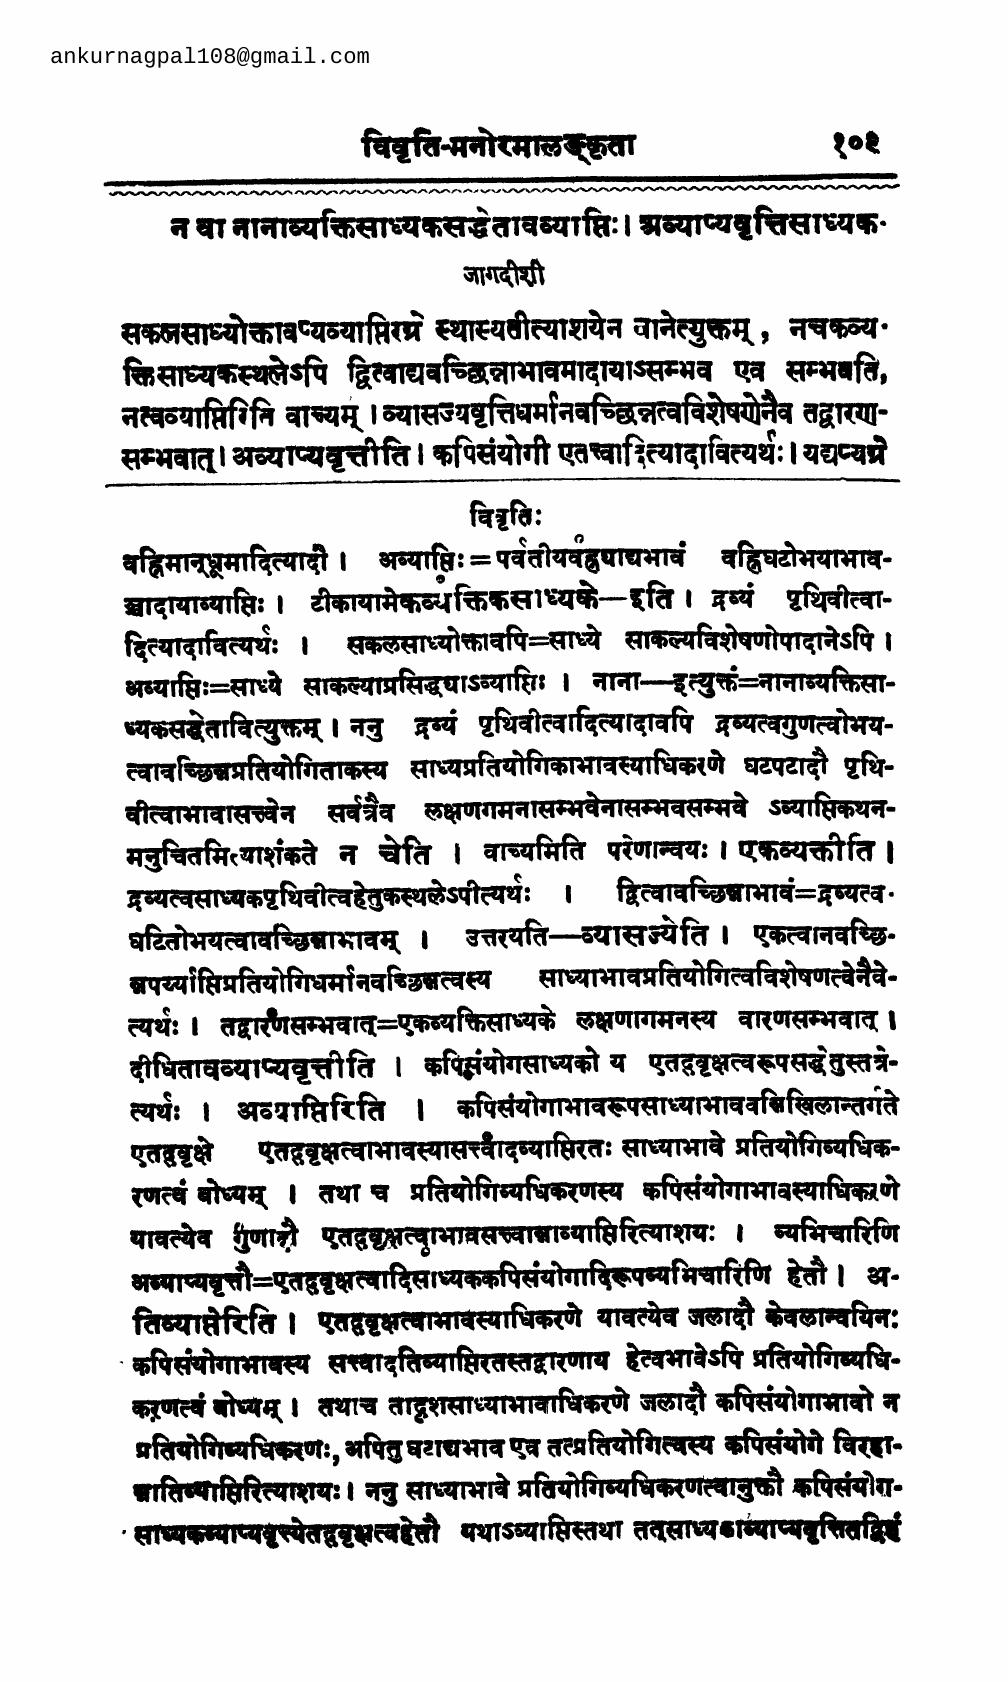 ankurnagpal108@gmail.com
विवृति-मनोरमालङ्कृता १०१
न वा नानाव्यक्तिसाध्यकसद्धेतावव्याप्तिः। अव्याप्यवृत्तिसाध्यक-
जागदीशी
सकलसाध्योक्तावप्यव्याप्तिरग्रे स्थास्यतीत्याशयेन वानेत्युक्तम् , नचकव्य-
क्तिसाध्यकस्थलेऽपि द्वित्वाद्यवच्छिन्नाभावमादायाऽसम्भव एव सम्भवति,
नत्वव्याप्तिरिति वाच्यम् । व्यासज्यवृत्तिधर्मानवच्छिन्नत्वविशेषणेनैव तद्वारण-
सम्भवात्। अव्याप्यवृत्तीति। कपिसंयोगी एतत्त्वादित्यादावित्यर्थः। यद्यप्यग्रे
विवृतिः
वह्निमान्धूमादित्यादौ । अव्याप्तिः=पर्वतीयवह्न्याद्यभावं वह्निघटोभयाभाव-
ञ्चादायाव्याप्तिः । टीकायामेकव्यक्तिकसाध्यके—इति । द्रव्यं पृथिवीत्वा-
दित्यादावित्यर्थः । सकलसाध्योक्तावपि=साध्ये साकल्यविशेषणोपादानेऽपि ।
अव्याप्तिः=साध्ये साकल्याप्रसिद्ध्याऽव्याप्तिः । नाना—इत्युक्तं=नानाव्यक्तिसा-
ध्यकसद्धेतावित्युक्तम् । ननु द्रव्यं पृथिवीत्वादित्यादावपि द्रव्यत्वगुणत्वोभय-
त्वावच्छिन्नप्रतियोगिताकस्य साध्यप्रतियोगिकाभावस्याधिकरणे घटपटादौ पृथि-
वीत्वाभावासत्त्वेन सर्वत्रैव लक्षणगमनासम्भवेनासम्भवसम्भवे ऽव्याप्तिकथन-
मनुचितमित्याशंकते न चेति । वाच्यमिति परेणान्वयः । एकव्यक्तीति ।
द्रव्यत्वसाध्यकपृथिवीत्वहेतुकस्थलेऽपीत्यर्थः । द्वित्वावच्छिन्नाभावं=द्रव्यत्व-
घटितोभयत्वावच्छिन्नाभावम् । उत्तरयति—व्यासज्येति । एकत्वानवच्छि-
न्नपर्य्याप्तिप्रतियोगिधर्मानवच्छिन्नत्वस्य साध्याभावप्रतियोगित्वविशेषणत्वेनैवे-
त्यर्थः । तद्वारणसम्भवात्=एकव्यक्तिसाध्यके लक्षणागमनस्य वारणसम्भवात् ।
दीधितावव्याप्यवृत्तीति । कपिसंयोगसाध्यको य एतद्वृक्षत्वरूपसद्धेतुस्तत्रे-
त्यर्थः । अव्याप्तिरिति । कपिसंयोगाभावरूपसाध्याभाववन्निखिलान्तर्गते
एतद्वृक्षे एतद्वृक्षत्वाभावस्यासत्त्वादव्याप्तिरतः साध्याभावे प्रतियोगिव्यधिक-
रणत्वं बोध्यम् । तथा च प्रतियोगिव्यधिकरणस्य कपिसंयोगाभावस्याधिकरणे
यावत्येव गुणादौ एतद्वृक्षत्वाभावसत्त्वान्नाव्याप्तिरित्याशयः । व्यभिचारिणि
अव्याप्यवृत्तौ=एतद्वृक्षत्वादिसाध्यककपिसंयोगादिरूपव्यभिचारिणि हेतौ । अ-
तिव्याप्तेरिति । एतद्वृक्षत्वाभावस्याधिकरणे यावत्येव जलादौ केवलान्वयिनः
कपिसंयोगाभावस्य सत्त्वादतिव्याप्तिरतस्तद्वारणाय हेत्वभावेऽपि प्रतियोगिव्यधि-
करणत्वं बोध्यम् । तथाच तादृशसाध्याभावाधिकरणे जलादौ कपिसंयोगाभावो न
प्रतियोगिव्यधिकरणः, अपितु घटाद्यभाव एव तत्प्रतियोगित्वस्य कपिसंयोगे विरहा-
न्नातिव्याप्तिरित्याशयः। ननु साध्याभावे प्रतियोगिव्यधिकरणत्वानुक्तौ कपिसंयोग-
साध्यकव्याप्यवृत्त्येतद्वृक्षत्वहेतौ यथाऽव्याप्तिस्तथा